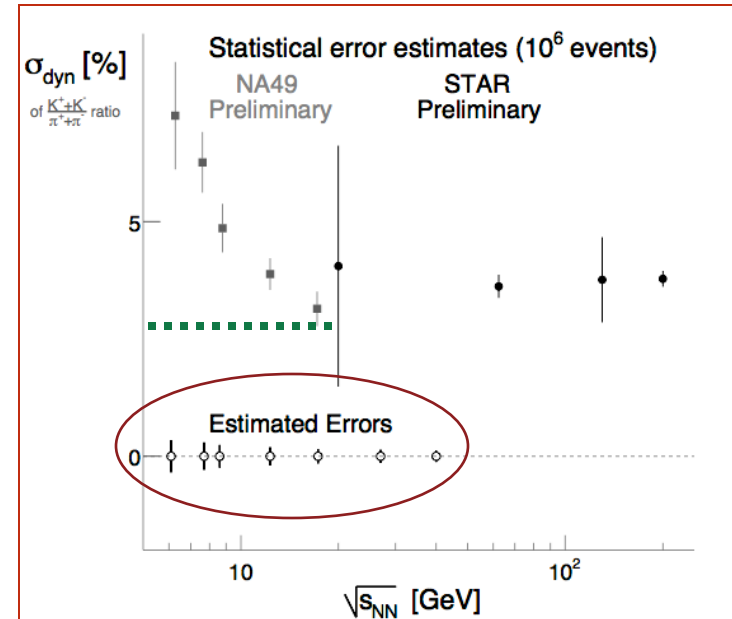 Statistical error estimates (10⁶ events)
σdyn [%]
of K⁺+K⁻/π⁺+π⁻ ratio
NA49
Preliminary
STAR
Preliminary
5
Estimated Errors
0
10
10²
√sNN [GeV]